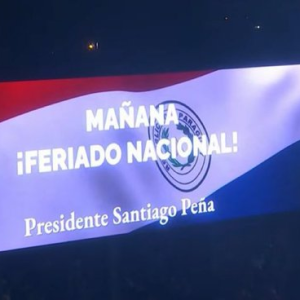 MAÑANA
¡FERIADO NACIONAL!
Presidente Santiago Peña